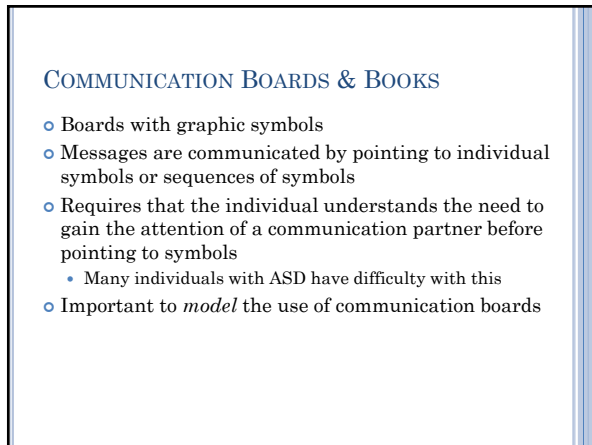 COMMUNICATION BOARDS & BOOKS
Boards with graphic symbols
Messages are communicated by pointing to individual
symbols or sequences of symbols
Requires that the individual understands the need to
gain the attention of a communication partner before
pointing to symbols
Many individuals with ASD have difficulty with this
Important to model the use of communication boards